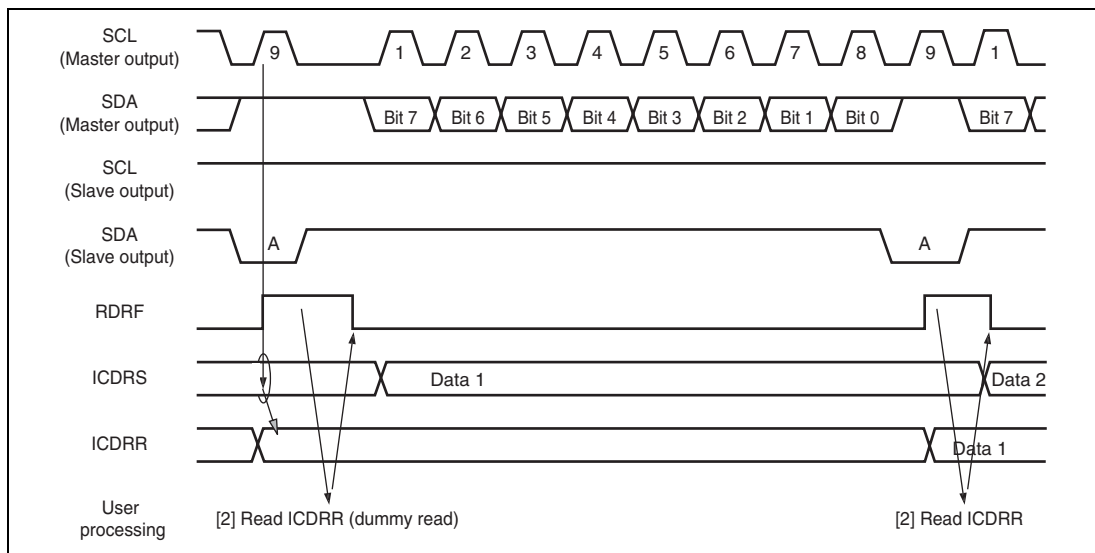 SCL
(Master output)
9 1 2 3 4 5 6 7 8 9 1
SDA
(Master output)
Bit 7 Bit 6 Bit 5 Bit 4 Bit 3 Bit 2 Bit 1 Bit 0 Bit 7
SCL
(Slave output)
SDA
(Slave output)
A A
RDRF
ICDRS
Data 1 Data 2
ICDRR
Data 1
User
processing
[2] Read ICDRR (dummy read) [2] Read ICDRR